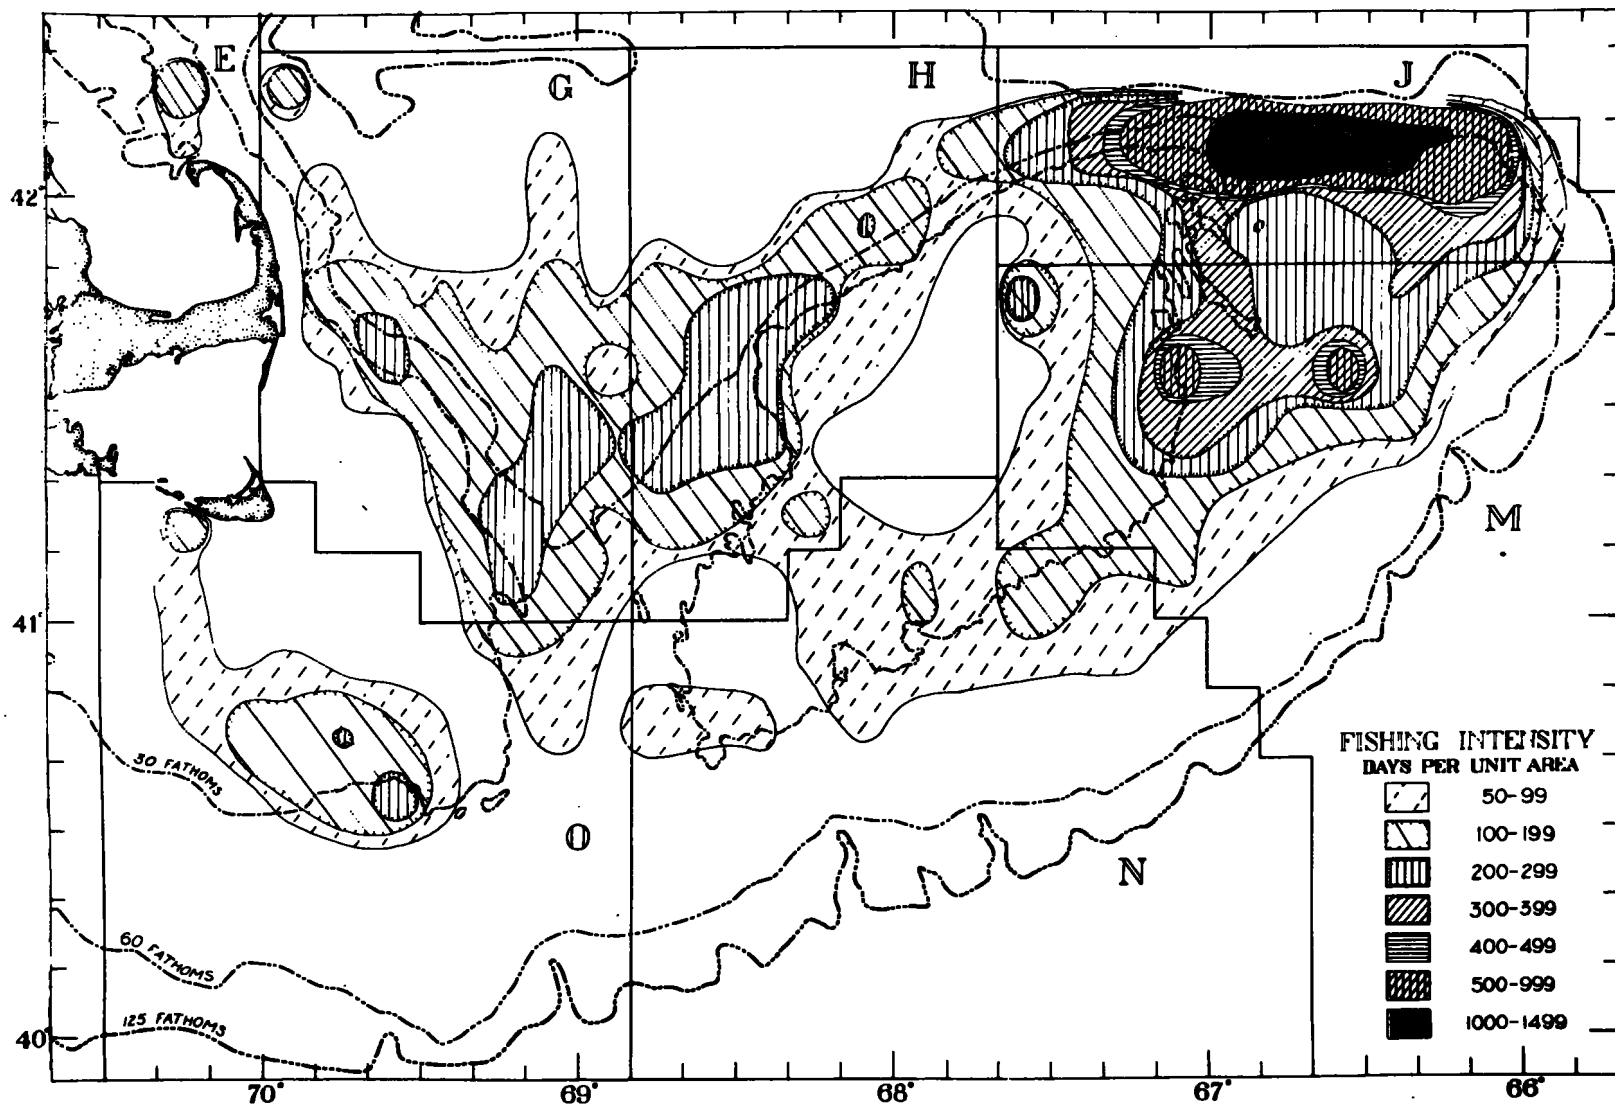 E
G
H
J
42°
41°
40°
M
N
O
30 FATHOMS
60 FATHOMS
125 FATHOMS
FISHING INTENSITY
DAYS PER UNIT AREA
50-99
100-199
200-299
300-399
400-499
500-999
1000-1499
70°
69°
68°
67°
66°